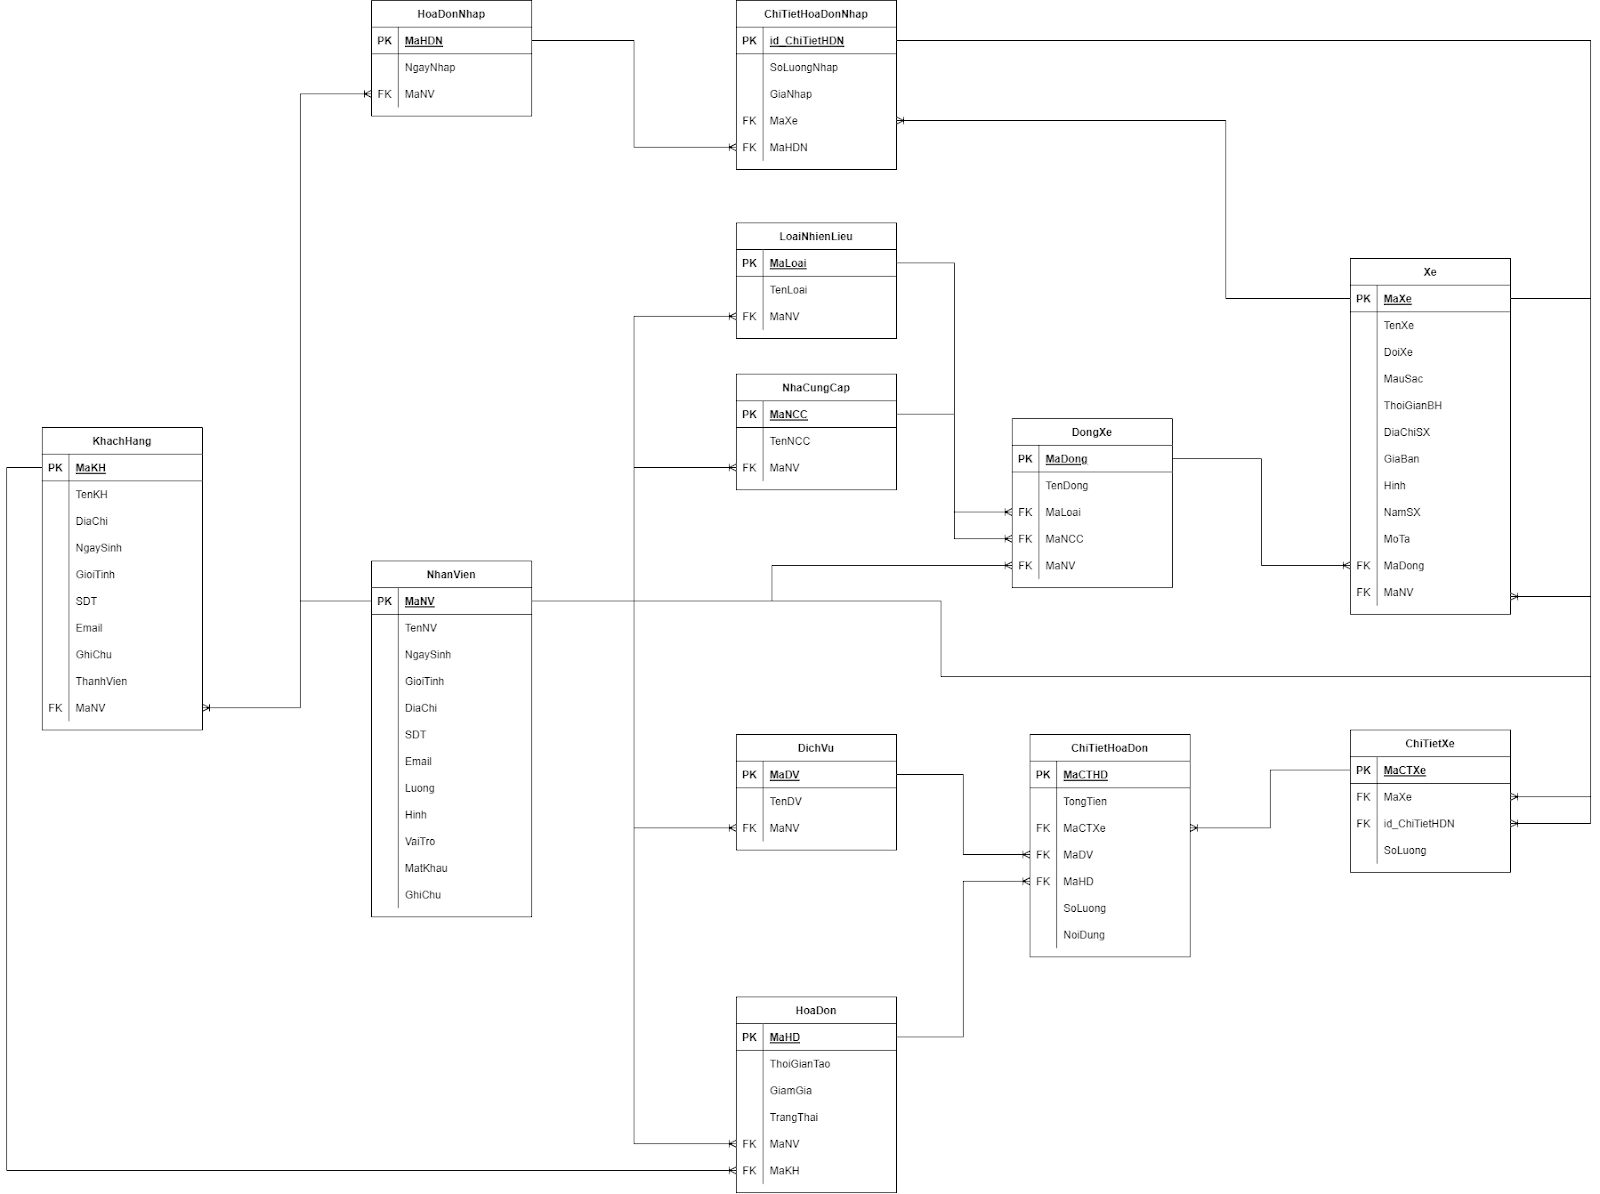 HoaDonNhap
PK MaHDN
NgayNhap
FK MaNV
ChiTietHoaDonNhap
PK id_ChiTietHDN
SoLuongNhap
GiaNhap
FK MaXe
FK MaHDN
LoaiNhienLieu
PK MaLoai
TenLoai
FK MaNV
NhaCungCap
PK MaNCC
TenNCC
FK MaNV
Xe
PK MaXe
TenXe
DoiXe
MauSac
ThoiGianBH
DiaChiSX
GiaBan
Hinh
NamSX
MoTa
FK MaDong
FK MaNV
DongXe
PK MaDong
TenDong
FK MaLoai
FK MaNCC
FK MaNV
KhachHang
PK MaKH
TenKH
DiaChi
NgaySinh
GioiTinh
SDT
Email
GhiChu
ThanhVien
FK MaNV
NhanVien
PK MaNV
TenNV
NgaySinh
GioiTinh
DiaChi
SDT
Email
Luong
Hinh
VaiTro
MatKhau
GhiChu
DichVu
PK MaDV
TenDV
FK MaNV
ChiTietHoaDon
PK MaCTHD
TongTien
FK MaCTXe
FK MaDV
FK MaHD
SoLuong
NoiDung
ChiTietXe
PK MaCTXe
FK MaXe
FK id_ChiTietHDN
SoLuong
HoaDon
PK MaHD
ThoiGianTao
GiamGia
TrangThai
FK MaNV
FK MaKH